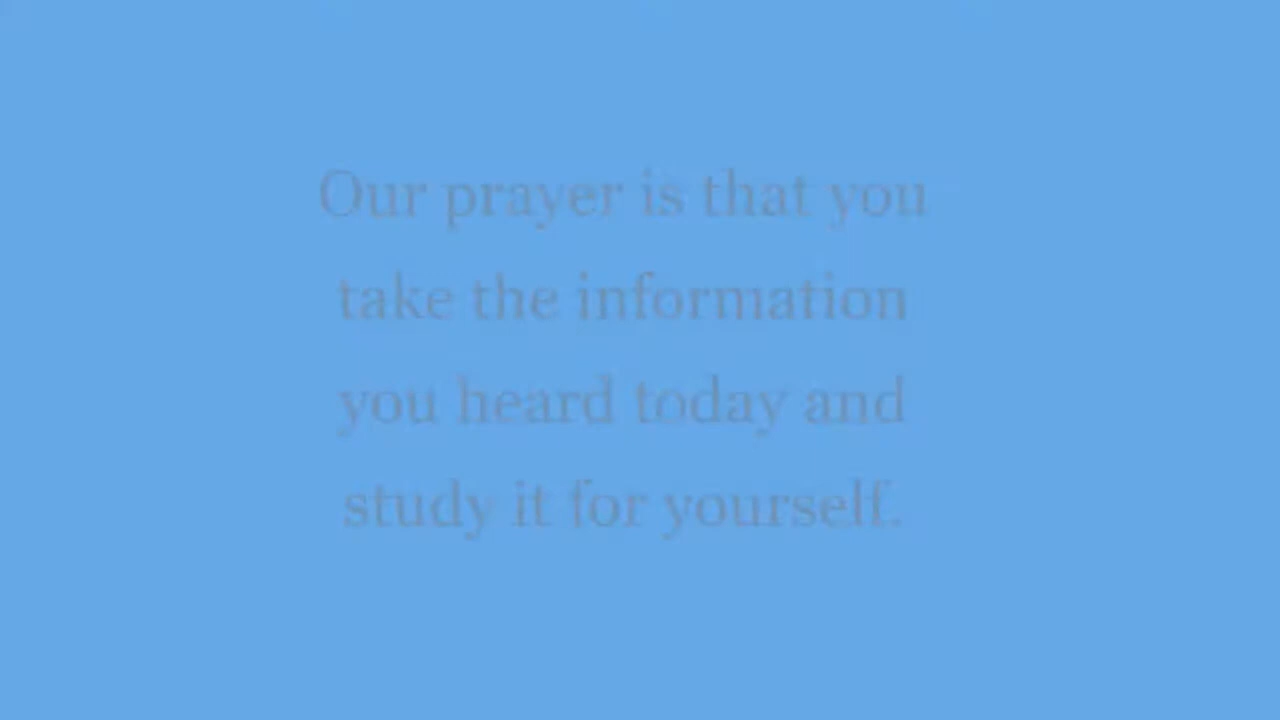 Our prayer is that you
take the information
you heard today and
study it for yourself.